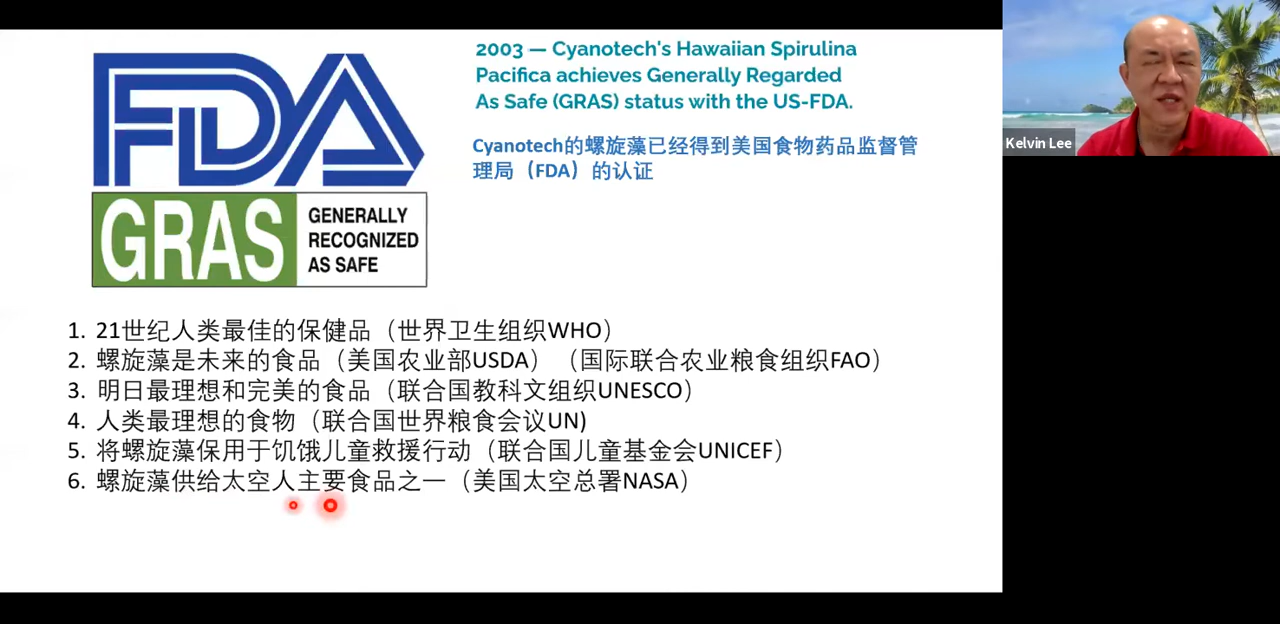 FDA
GRAS
GENERALLY
RECOGNIZED
AS SAFE
2003 — Cyanotech's Hawaiian Spirulina
Pacifica achieves Generally Regarded
As Safe (GRAS) status with the US-FDA.
Cyanotech的螺旋藻已经得到美国食物药品监督管
理局（FDA）的认证
Kelvin Lee
1. 21世纪人类最佳的保健品（世界卫生组织WHO）
2. 螺旋藻是未来的食品（美国农业部USDA）（国际联合农业粮食组织FAO）
3. 明日最理想和完美的食品（联合国教科文组织UNESCO）
4. 人类最理想的食物（联合国世界粮食会议UN)
5. 将螺旋藻保用于饥饿儿童救援行动（联合国儿童基金会UNICEF）
6. 螺旋藻供给太空人主要食品之一（美国太空总署NASA）